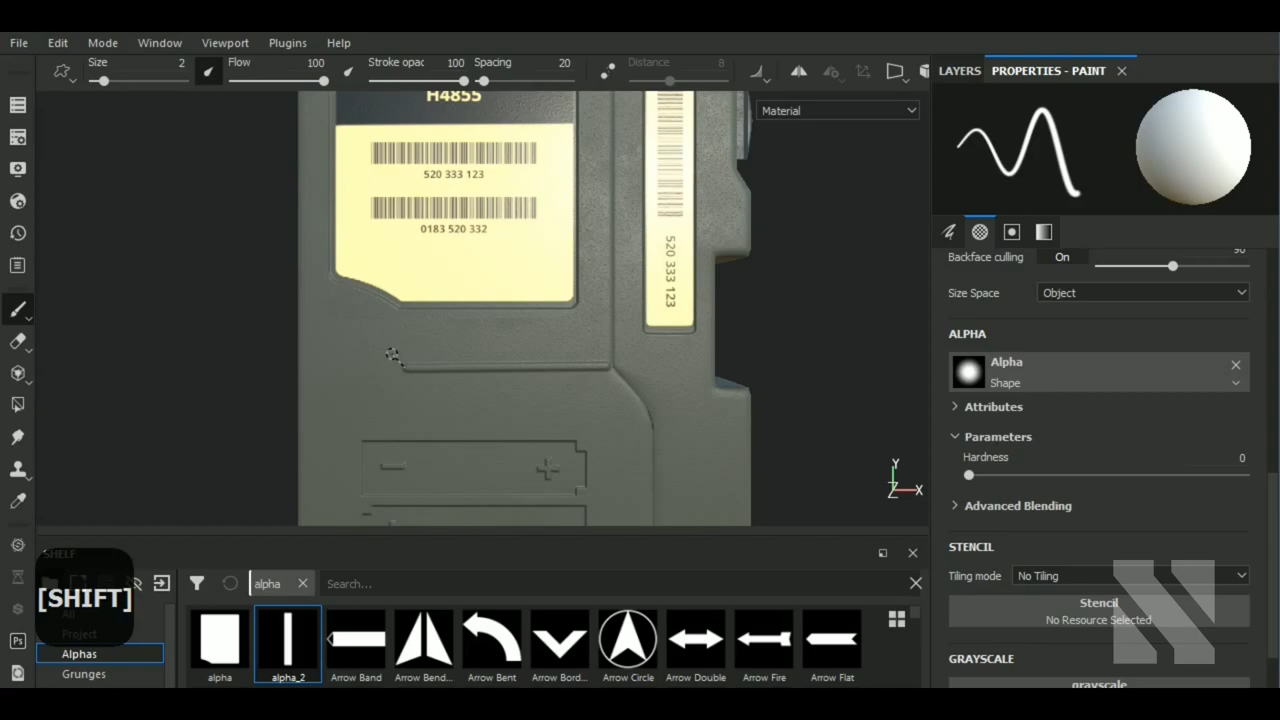 File Edit Mode Window Viewport Plugins Help
Size 2 Flow 100 Stroke opac 100 Spacing 20 Distance 8
LAYERS PROPERTIES - PAINT
Material
H4855
520 333 123
0183 520 332
520 333 123
Y
Z X
Backface culling On 90
Size Space Object
ALPHA
Alpha
Shape
Attributes
Parameters
Hardness 0
Advanced Blending
STENCIL
Tiling mode No Tiling
Stencil
No Resource Selected
GRAYSCALE
grayscale
SHELF
alpha Search...
[SHIFT]
All
Project
Alphas
Grunges
Ps
alpha alpha_2 Arrow Band Arrow Bend... Arrow Bent Arrow Bord... Arrow Circle Arrow Double Arrow Fire Arrow Flat